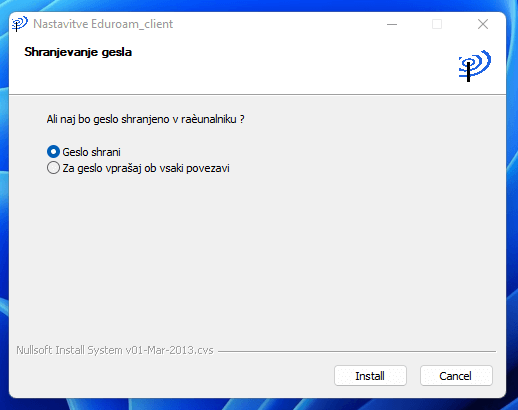 Nastavitve Eduroam_client
Shranjevanje gesla
Ali naj bo geslo shranjeno v raèunalniku ?
Geslo shrani
Za geslo vprašaj ob vsaki povezavi
Nullsoft Install System v01-Mar-2013.cvs
Install
Cancel